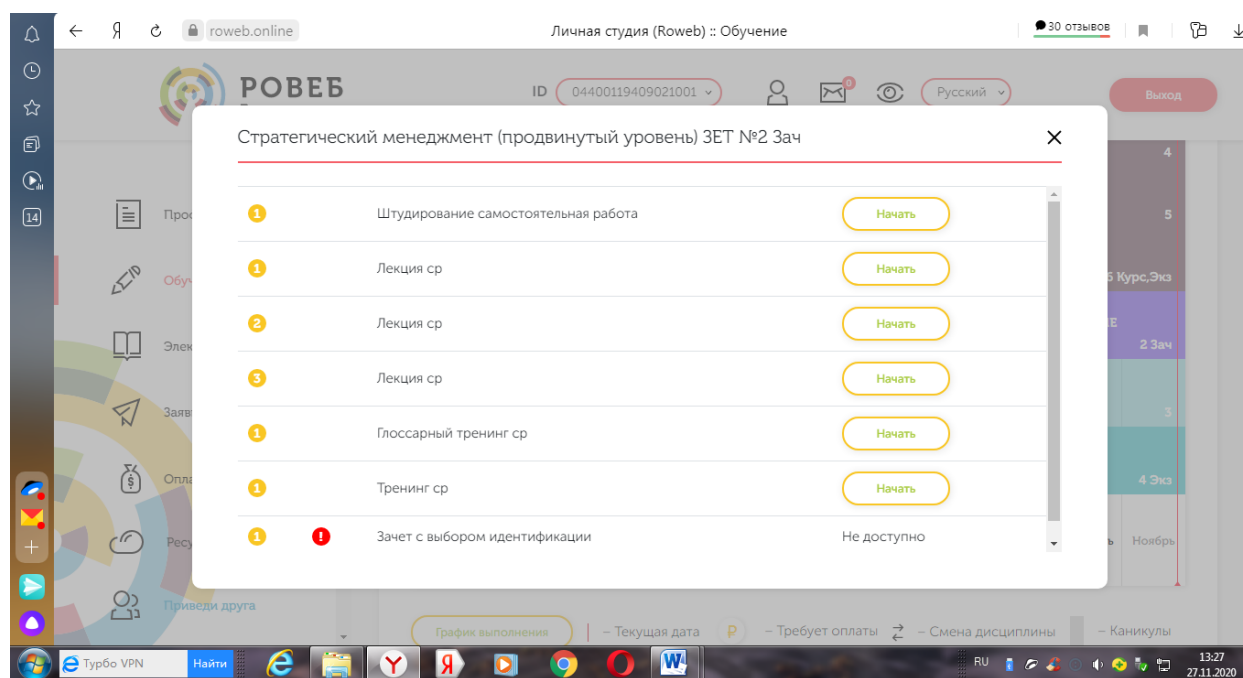 Я roweb.online Личная студия (Roweb) :: Обучение 30 отзывов
РОВЕБ ID 04400119409021001 0 Русский Выход
Стратегический менеджмент (продвинутый уровень) ЗЕТ №2 Зач
4
14
1 Штудирование самостоятельная работа Начать
5
1 Лекция ср Начать
Курс,Экз
2 Лекция ср Начать
2 Зач
3 Лекция ср Начать
3
1 Глоссарный тренинг ср Начать
1 Тренинг ср Начать
4 Экз
1 ! Зачет с выбором идентификации Не доступно
Ноябрь
Приведи друга
График выполнения – Текущая дата ₽ – Требует оплаты – Смена дисциплины – Каникулы
Турбо VPN Найти RU 13:27
27.11.2020